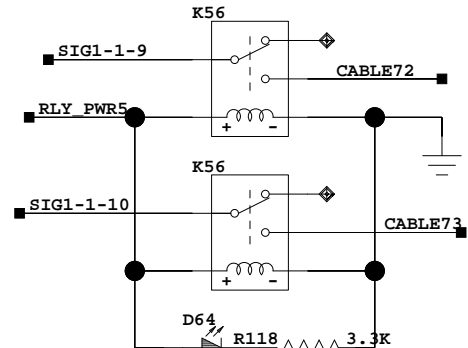 K56
SIG1-1-9
CABLE72
RLY_PWR5
+ -
K56
SIG1-1-10
CABLE73
+ -
D64
R118 3.3K